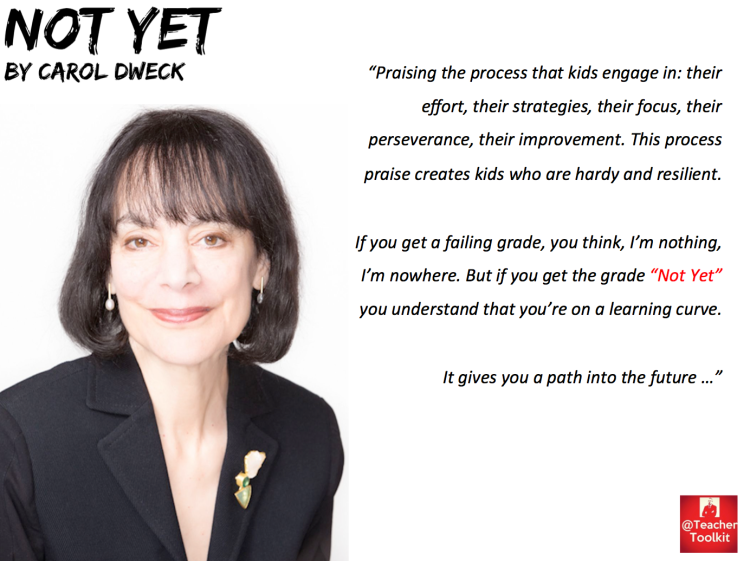 NOT YET
BY CAROL DWECK
“Praising the process that kids engage in: their
effort, their strategies, their focus, their
perseverance, their improvement. This process
praise creates kids who are hardy and resilient.
If you get a failing grade, you think, I’m nothing,
I’m nowhere. But if you get the grade “Not Yet”
you understand that you’re on a learning curve.
It gives you a path into the future …”
@Teacher
Toolkit